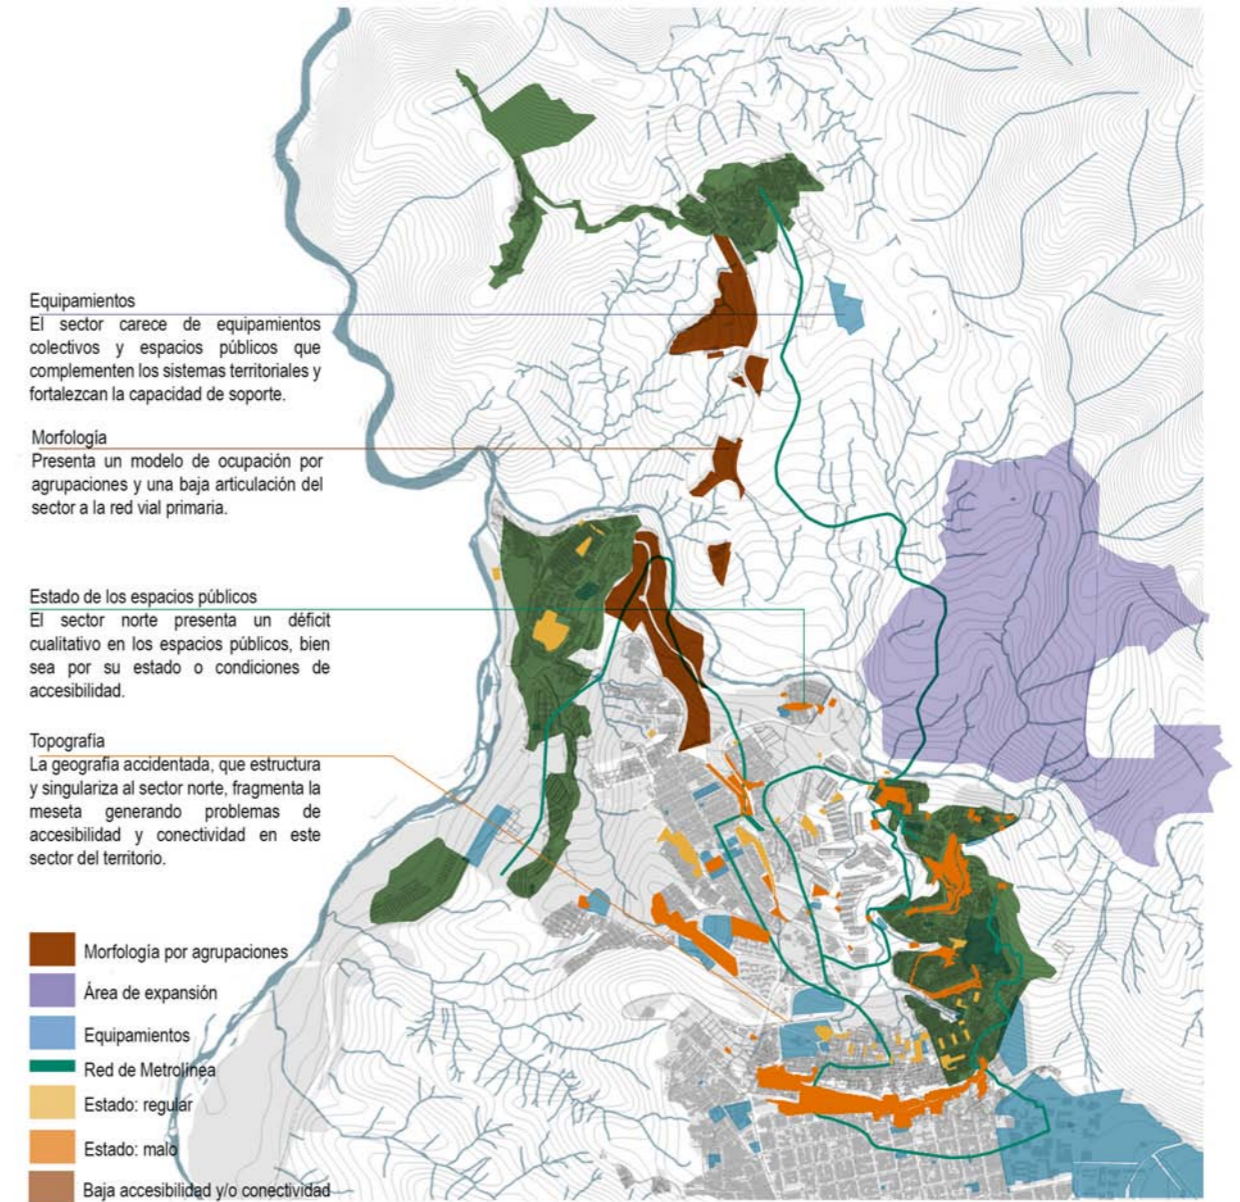 Equipamientos
El sector carece de equipamientos
colectivos y espacios públicos que
complementen los sistemas territoriales y
fortalezcan la capacidad de soporte.
Morfología
Presenta un modelo de ocupación por
agrupaciones y una baja articulación del
sector a la red vial primaria.
Estado de los espacios públicos
El sector norte presenta un déficit
cualitativo en los espacios públicos, bien
sea por su estado o condiciones de
accesibilidad.
Topografía
La geografía accidentada, que estructura
y singulariza al sector norte, fragmenta la
meseta generando problemas de
accesibilidad y conectividad en este
sector del territorio.
Morfología por agrupaciones
Área de expansión
Equipamientos
Red de Metrolínea
Estado: regular
Estado: malo
Baja accesibilidad y/o conectividad